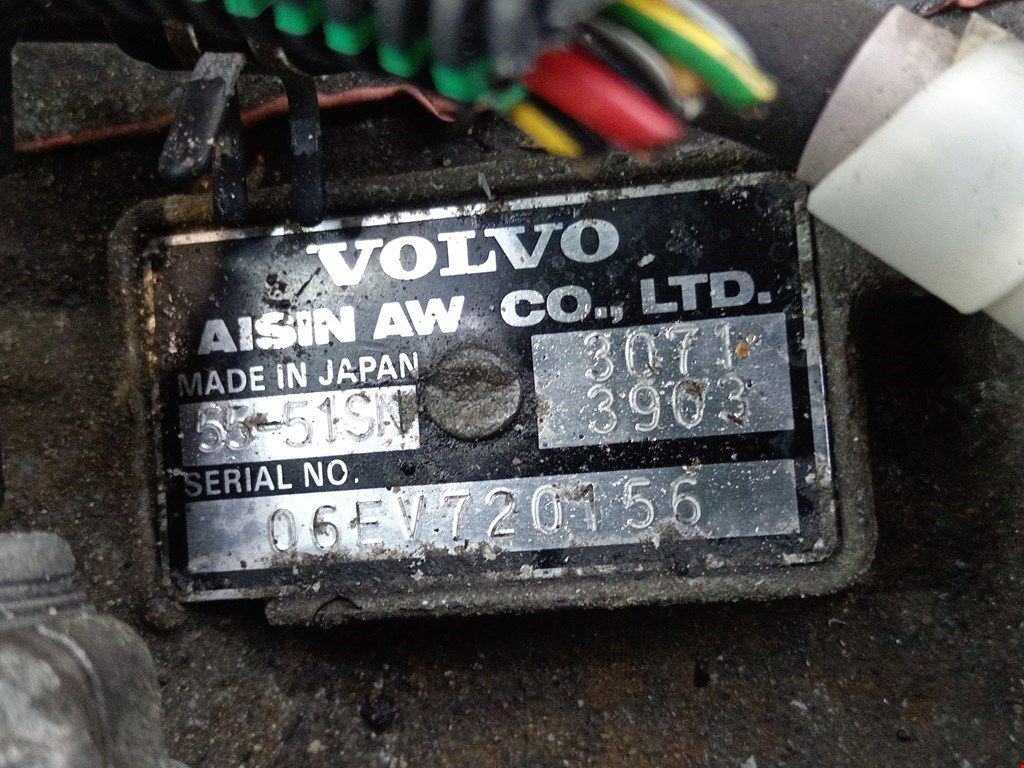 VOLVO
AISIN AW CO., LTD.
MADE IN JAPAN
55-51SN
3071
3903
SERIAL NO.
06EV720156